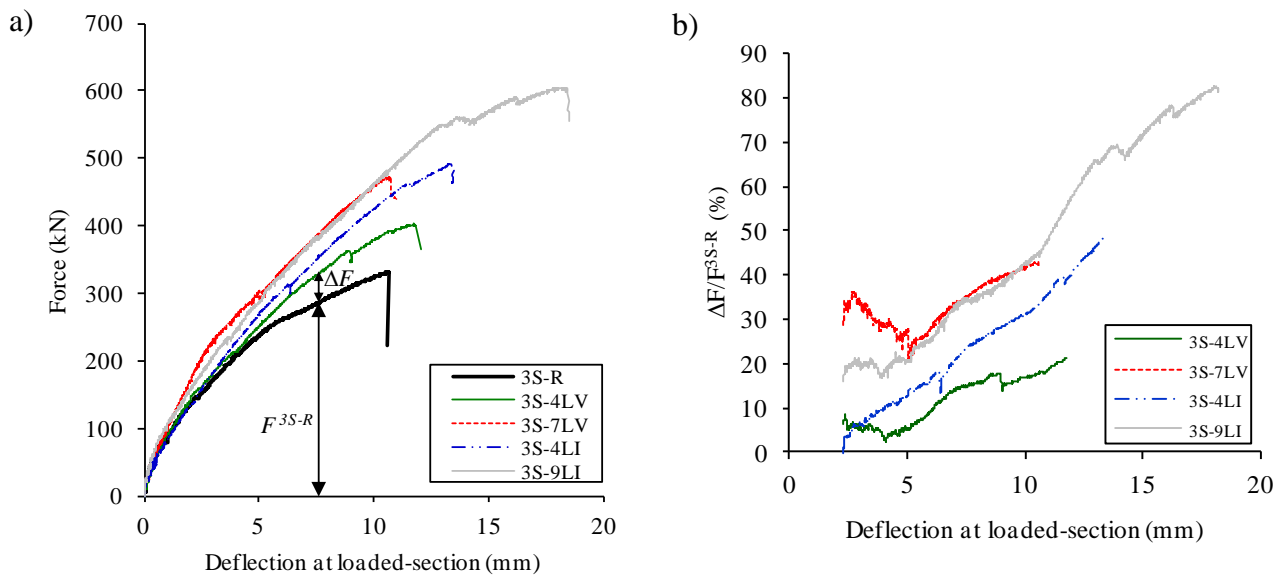 a)
700
600
500
400
300
200
100
0
Force (kN)
ΔF
F 3S-R
3S-R
3S-4LV
3S-7LV
3S-4LI
3S-9LI
0 5 10 15 20
Deflection at loaded-section (mm)
b)
90
80
70
60
50
40
30
20
10
0
ΔF/F3S-R (%)
3S-4LV
3S-7LV
3S-4LI
3S-9LI
0 5 10 15 20
Deflection at loaded-section (mm)